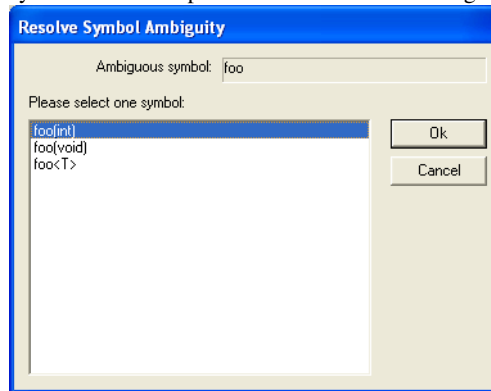 Resolve Symbol Ambiguity
Ambiguous symbol: foo
Please select one symbol:
foo(int)
foo(void)
foo<T>
Ok
Cancel